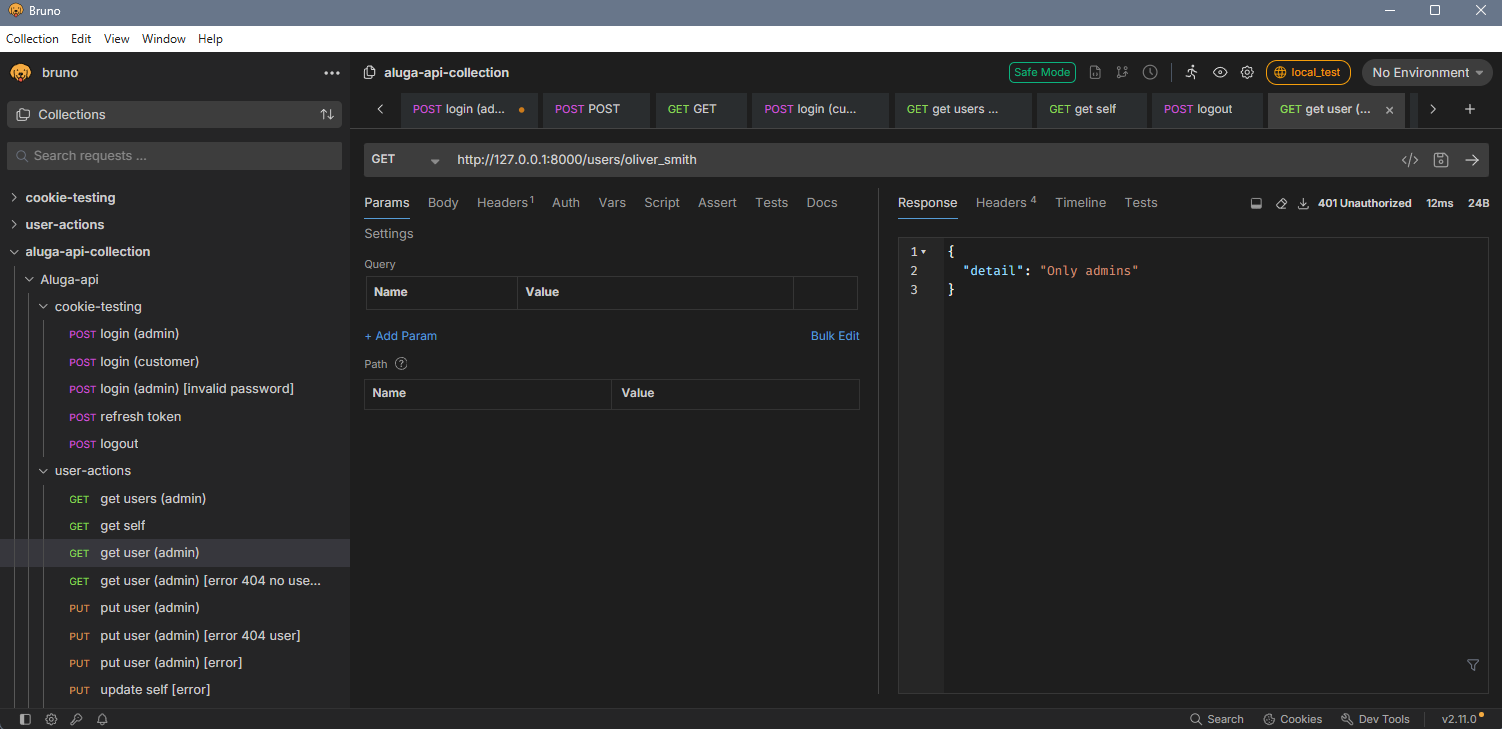 Bruno
Collection Edit View Window Help
bruno
aluga-api-collection
Safe Mode
local_test
No Environment
Collections
POST login (ad...
POST POST
GET GET
POST login (cu...
GET get users ...
GET get self
POST logout
GET get user (...
Search requests ...
GET
http://127.0.0.1:8000/users/oliver_smith
cookie-testing
user-actions
aluga-api-collection
Aluga-api
cookie-testing
POST login (admin)
POST login (customer)
POST login (admin) [invalid password]
POST refresh token
POST logout
user-actions
GET get users (admin)
GET get self
GET get user (admin)
GET get user (admin) [error 404 no use...
PUT put user (admin)
PUT put user (admin) [error 404 user]
PUT put user (admin) [error]
PUT update self [error]
Params Body Headers 1 Auth Vars Script Assert Tests Docs
Settings
Query
Name Value
+ Add Param Bulk Edit
Path ?
Name Value
Response Headers 4 Timeline Tests
401 Unauthorized 12ms 24B
1 {
2 "detail": "Only admins"
3 }
Search Cookies Dev Tools v2.11.0